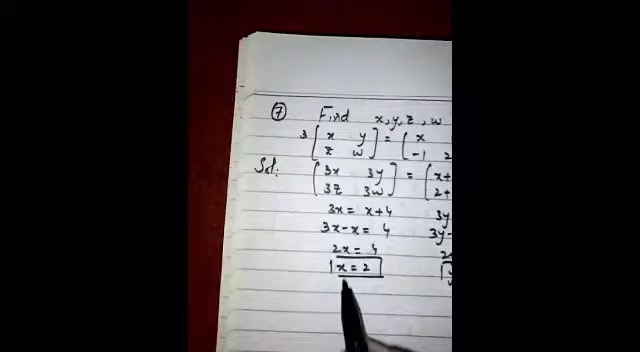 ⑦ Find x, y, z, w
3 [ x y ] = [ x
z w -1 2
Sol: [ 3x 3y ] = [ x+
3z 3w 2+
3x = x+4 3y
3x-x = 4 3y-
2x = 4
x = 2